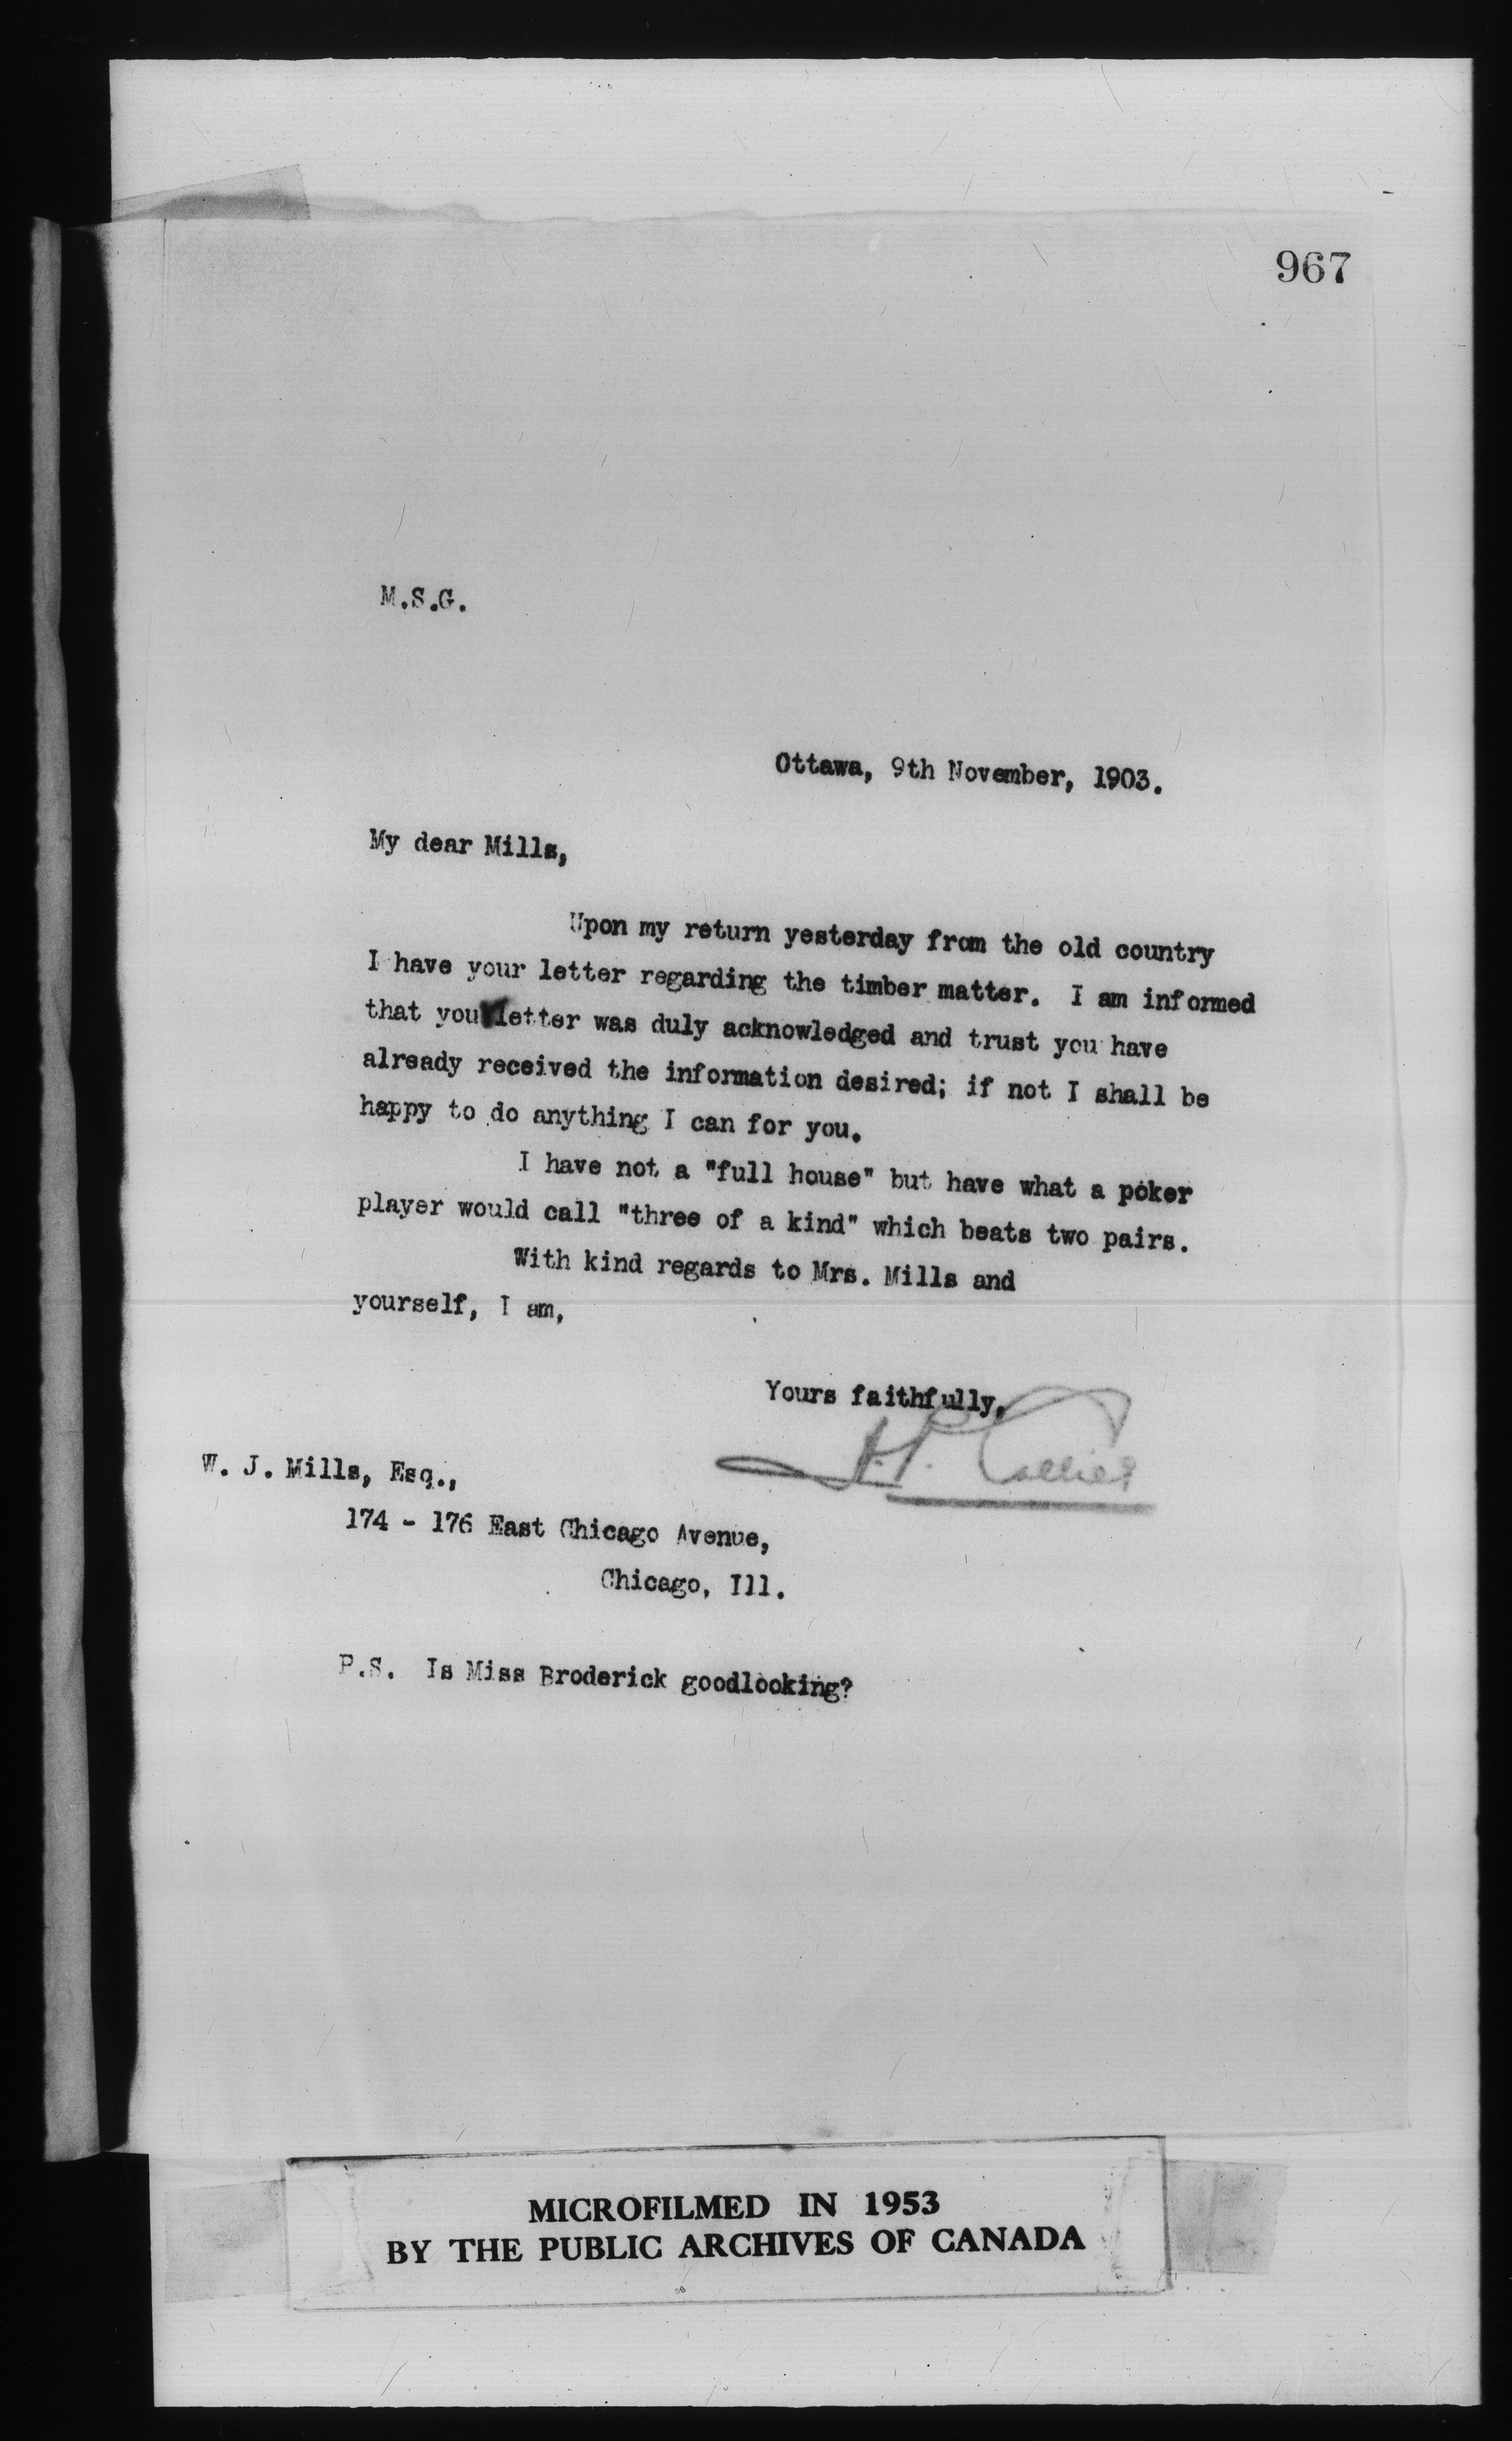 967
M.S.G.
Ottawa, 9th November, 1903.
My dear Mills,
Upon my return yesterday from the old country
I have your letter regarding the timber matter. I am informed
that your letter was duly acknowledged and trust you have
already received the information desired; if not I shall be
happy to do anything I can for you.
I have not a "full house" but have what a poker
player would call "three of a kind" which beats two pairs.
With kind regards to Mrs. Mills and
yourself, I am,
Yours faithfully,
W. J. Mills, Esq.,
174 - 176 East Chicago Avenue,
Chicago, Ill.
P.S. Is Miss Broderick goodlooking?
MICROFILMED IN 1953
BY THE PUBLIC ARCHIVES OF CANADA